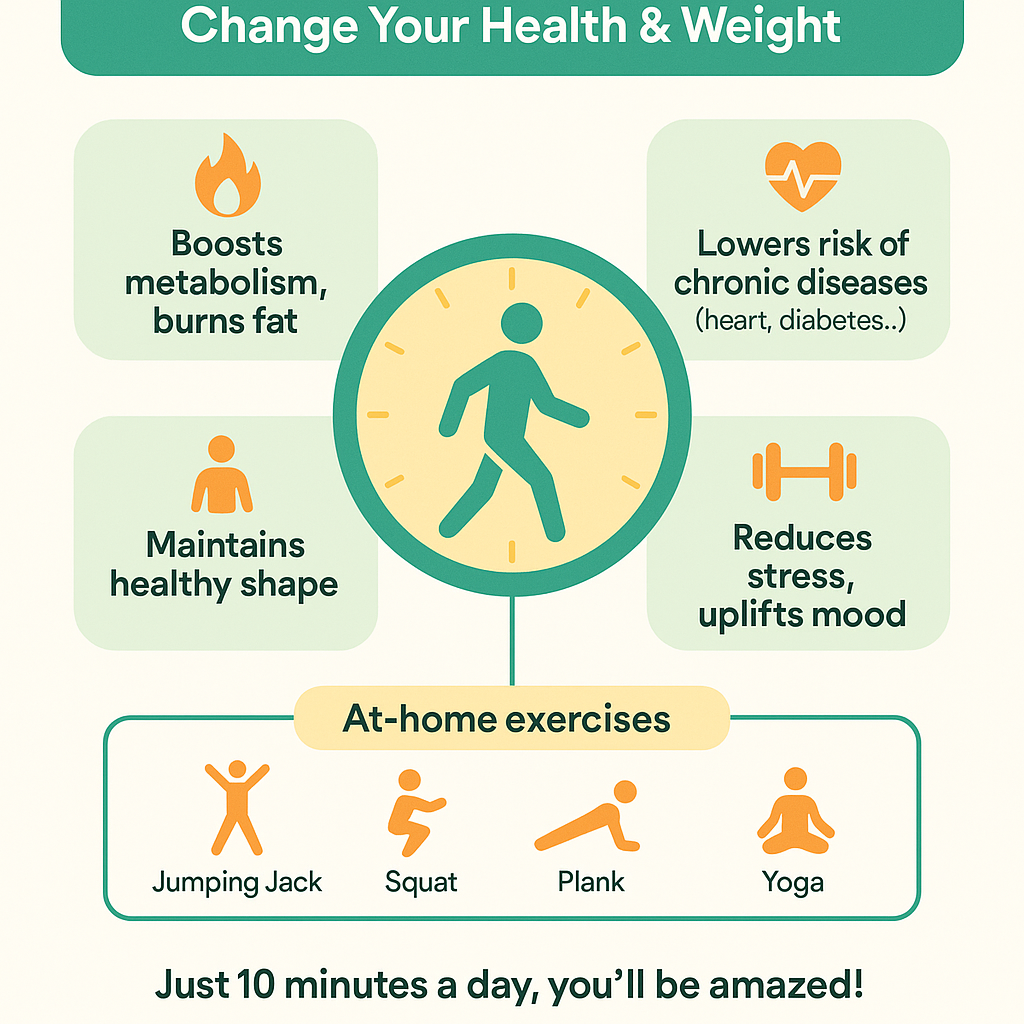 Change Your Health & Weight
Boosts
metabolism,
burns fat
Lowers risk of
chronic diseases
(heart, diabetes..)
Maintains
healthy shape
Reduces
stress,
uplifts mood
At-home exercises
Jumping Jack
Squat
Plank
Yoga
Just 10 minutes a day, you'll be amazed!